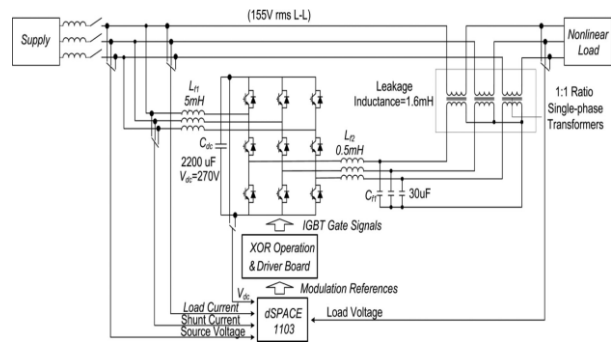 (155V rms L-L)
Supply
Nonlinear
Load
Leakage
Inductance=1.6mH
1:1 Ratio
Single-phase
Transformers
Lf1
5mH
Lf2
0.5mH
Cdc
2200 uF
Vdc=270V
Cf1
30uF
IGBT Gate Signals
XOR Operation
& Driver Board
Modulation References
Vdc
Load Current
Shunt Current
Source Voltage
dSPACE
1103
Load Voltage